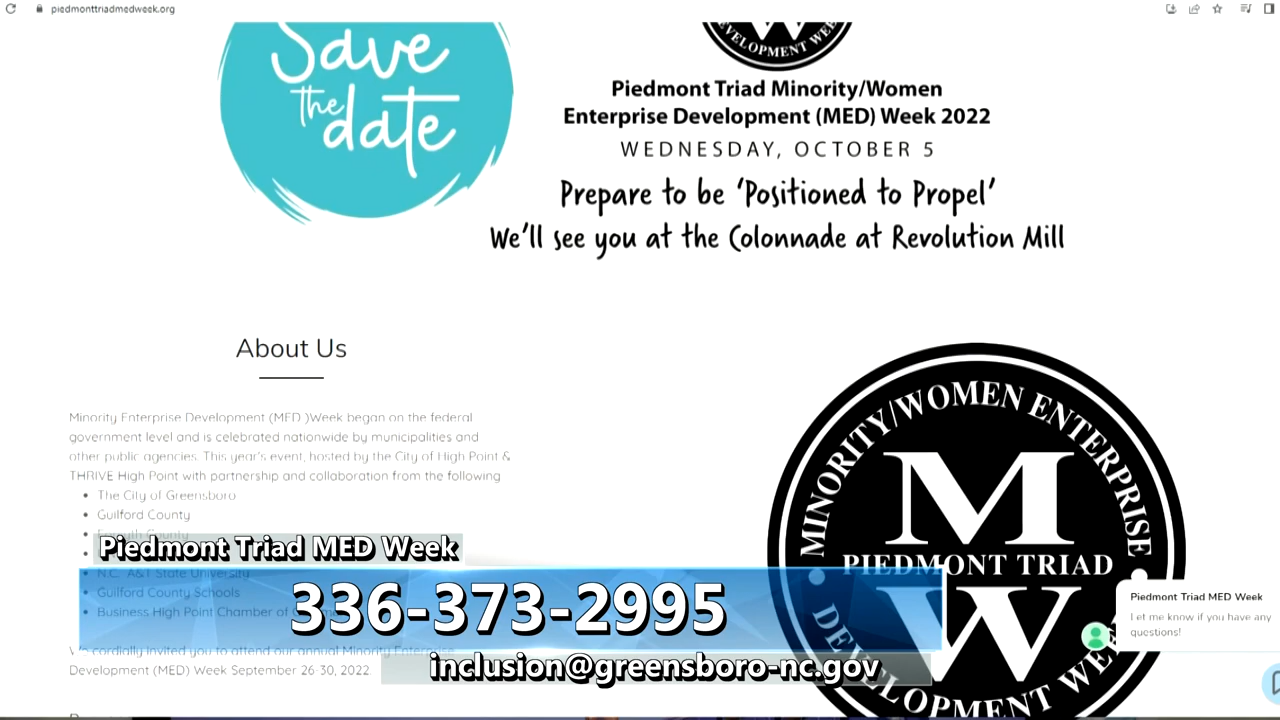 piedmonttriadmedweek.org
Save
the
date
VELOPMENT WEE
Piedmont Triad Minority/Women
Enterprise Development (MED) Week 2022
WEDNESDAY, OCTOBER 5
Prepare to be ‘Positioned to Propel’
We’ll see you at the Colonnade at Revolution Mill
About Us
Minority Enterprise Development (MED )Week began on the federal
government level and is celebrated nationwide by municipalities and
other public agencies. This year's event, hosted by the City of High Point &
THRIVE High Point with partnership and collaboration from the following
• The City of Greensboro
• Guilford County
• Forsyth County
• N.C. A&T State University
• Guilford County Schools
• Business High Point Chamber of
We cordially invited you to attend our annual Minority Enterprise
Development (MED) Week September 26-30, 2022.
MINORITY/WOMEN ENTERPRISE
M
PIEDMONT TRIAD
W
DEVELOPMENT WEE
Piedmont Triad MED Week
336-373-2995
inclusion@greensboro-nc.gov
Piedmont Triad MED Week
Let me know if you have any
questions!